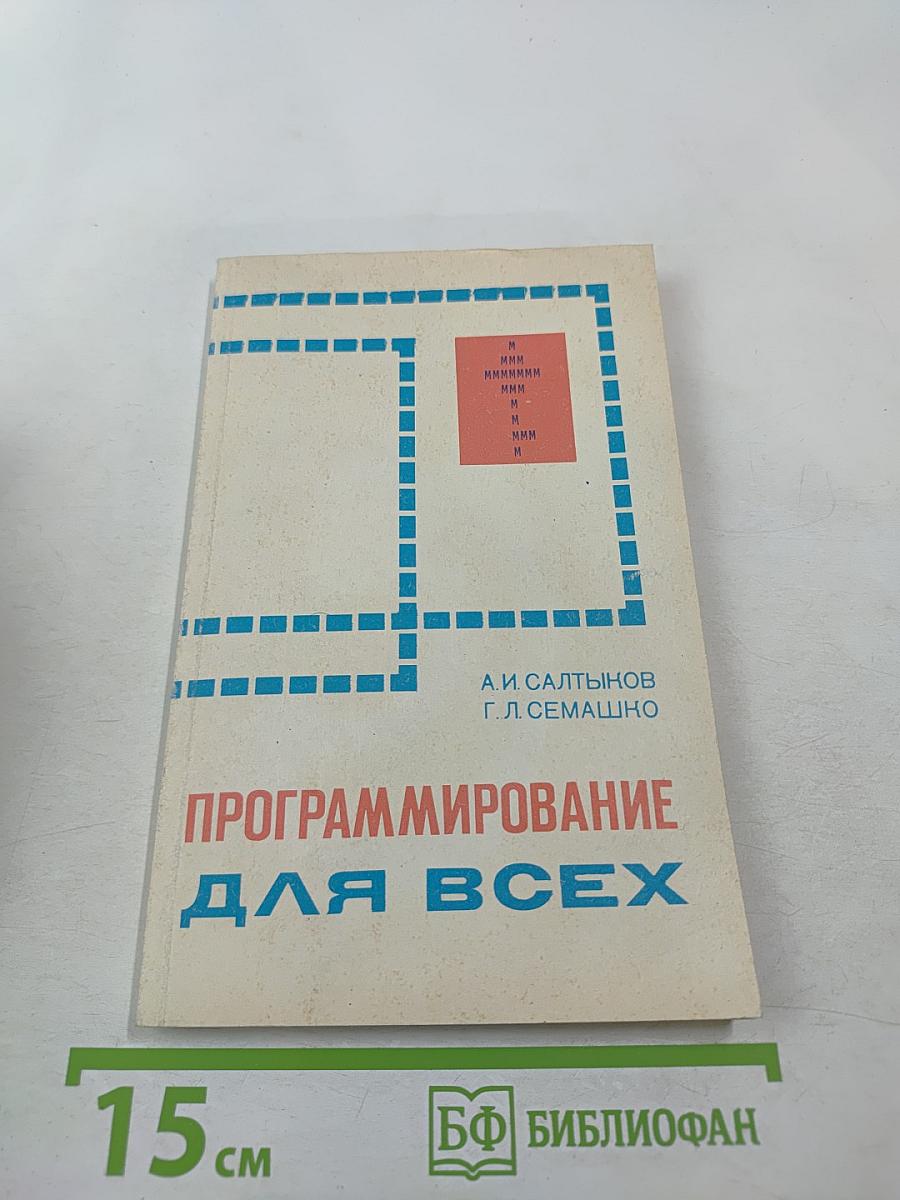 М
МММ
МММММММ
МММ
М
М
МММ
М
А.И. САЛТЫКОВ
Г.Л. СЕМАШКО
ПРОГРАММИРОВАНИЕ
ДЛЯ ВСЕХ
15 см
БФ БИБЛИОФАН